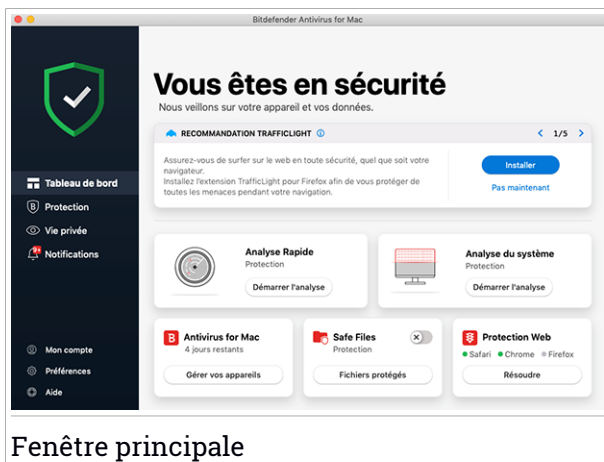 Bitdefender Antivirus for Mac
Vous êtes en sécurité
Nous veillons sur votre appareil et vos données.
RECOMMANDATION TRAFFICLIGHT
1/5
Assurez-vous de surfer sur le web en toute sécurité, quel que soit votre
navigateur.
Installez l'extension TrafficLight pour Firefox afin de vous protéger de
toutes les menaces pendant votre navigation.
Installer
Pas maintenant
Tableau de bord
Protection
Vie privée
9+
Notifications
Analyse Rapide
Protection
Démarrer l'analyse
Analyse du système
Protection
Démarrer l'analyse
B
Antivirus for Mac
4 jours restants
Gérer vos appareils
Safe Files
Protection
Fichiers protégés
Protection Web
Safari Chrome Firefox
Résoudre
Mon compte
Préférences
Aide
Fenêtre principale